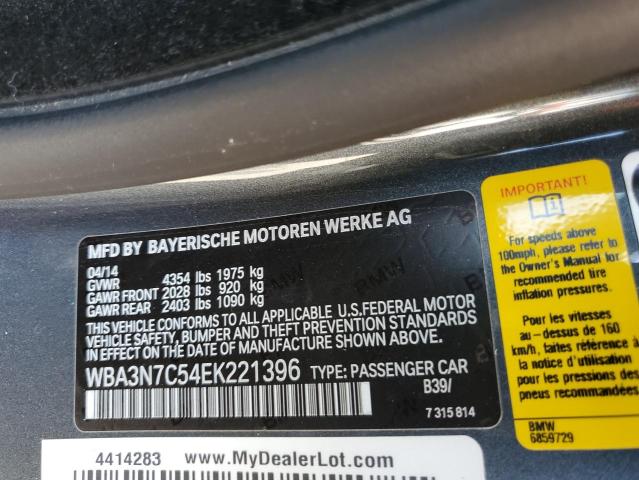 MFD BY BAYERISCHE MOTOREN WERKE AG
04/14
GVWR 4354 lbs 1975 kg
GAWR FRONT 2028 lbs 920 kg
GAWR REAR 2403 lbs 1090 kg
THIS VEHICLE CONFORMS TO ALL APPLICABLE U.S.FEDERAL MOTOR
VEHICLE SAFETY, BUMPER AND THEFT PREVENTION STANDARDS
IN EFFECT ON THE DATE OF MANUFACTURE SHOWN ABOVE.
WBA3N7C54EK221396 TYPE: PASSENGER CAR
B39/
7 315 814
4414283 www.MyDealerLot.com
IMPORTANT!
For speeds above
100mph, please refer to
the Owner's Manual for
recommended tire
inflation pressures.
Pour les vitesses
au-dessus de 160
km/h, faites référence à
la notice d'utilisation
pour les pressions de
pneus recommandées.
BMW
6859729